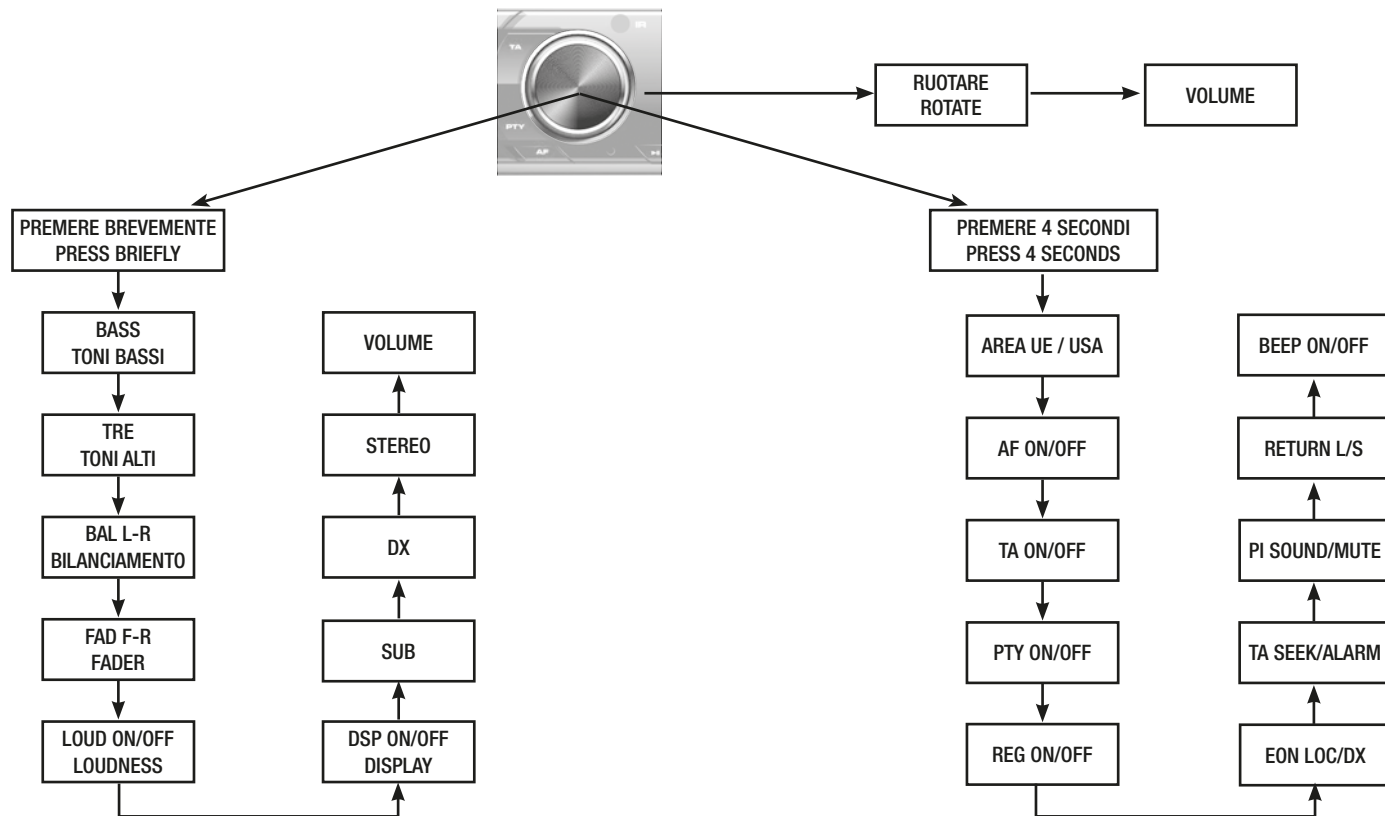 IR
TA
PTY
AF
RUOTARE
ROTATE
VOLUME
PREMERE BREVEMENTE
PRESS BRIEFLY
BASS
TONI BASSI
TRE
TONI ALTI
BAL L-R
BILANCIAMENTO
FAD F-R
FADER
LOUD ON/OFF
LOUDNESS
DSP ON/OFF
DISPLAY
SUB
DX
STEREO
VOLUME
PREMERE 4 SECONDI
PRESS 4 SECONDS
AREA UE / USA
AF ON/OFF
TA ON/OFF
PTY ON/OFF
REG ON/OFF
EON LOC/DX
TA SEEK/ALARM
PI SOUND/MUTE
RETURN L/S
BEEP ON/OFF